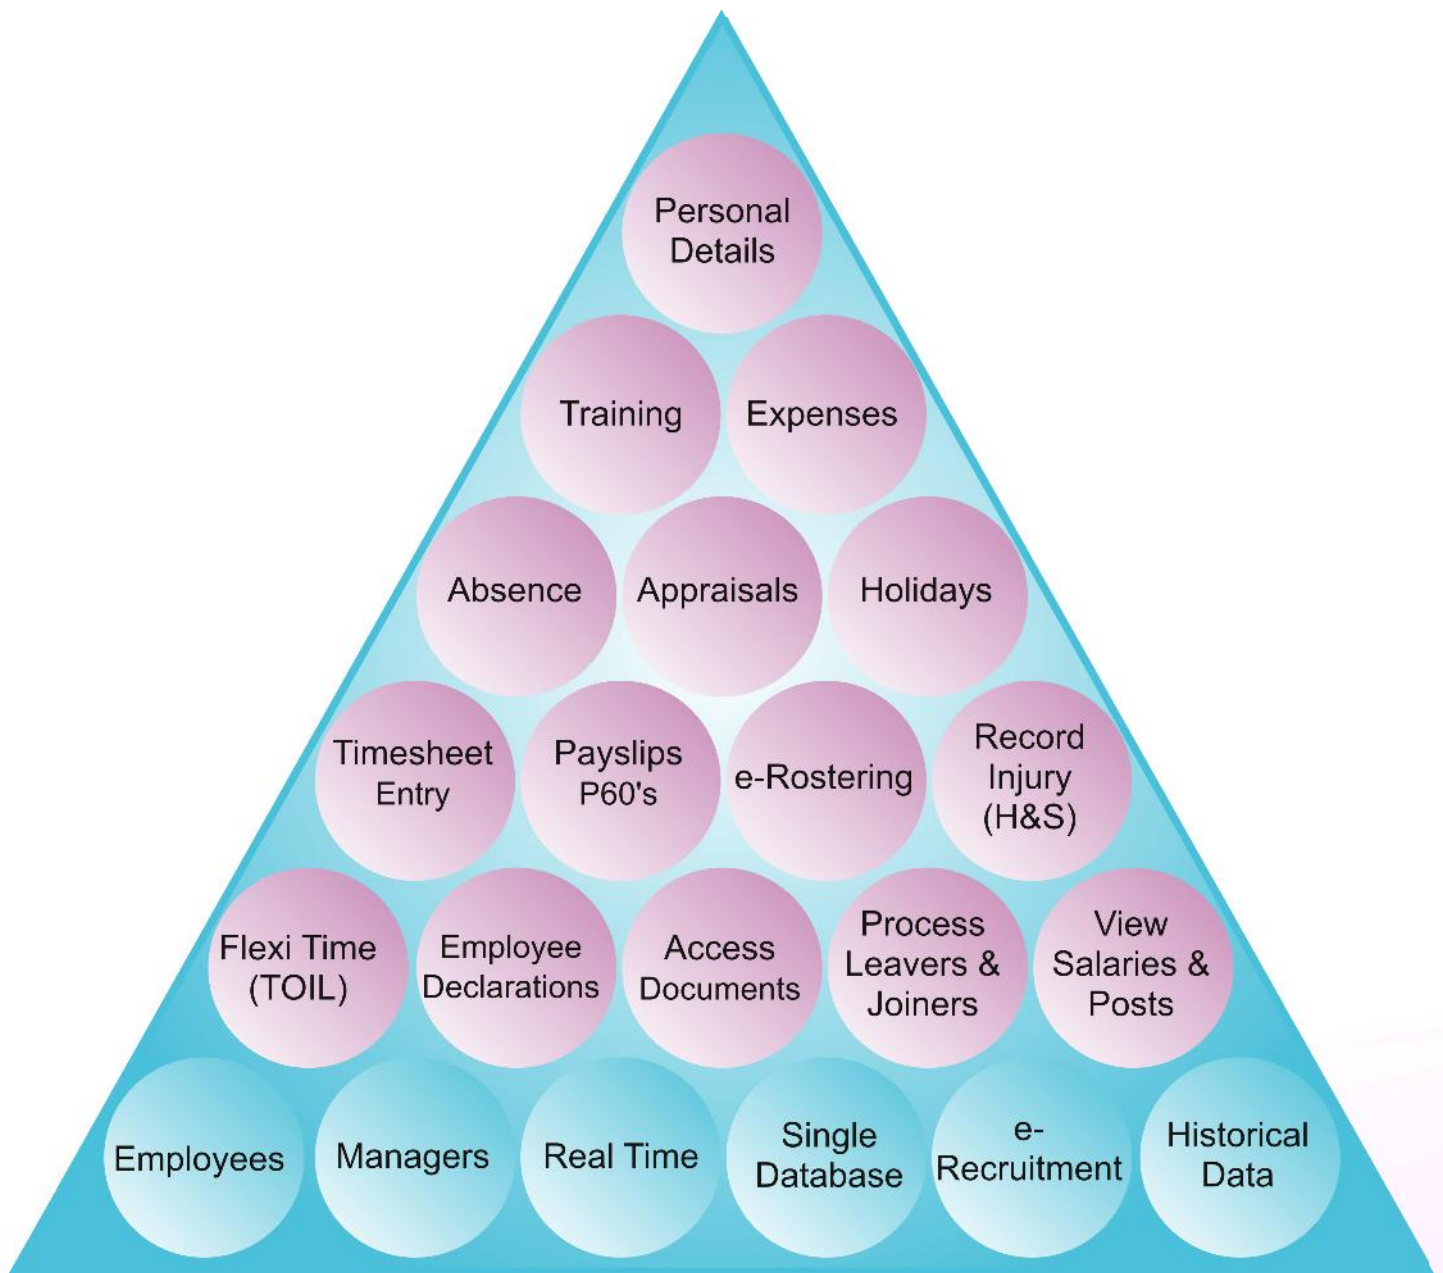 Personal
Details
Training
Expenses
Absence
Appraisals
Holidays
Timesheet
Entry
Payslips
P60's
e-Rostering
Record
Injury
(H&S)
Flexi Time
(TOIL)
Employee
Declarations
Access
Documents
Process
Leavers &
Joiners
View
Salaries &
Posts
Employees
Managers
Real Time
Single
Database
e-
Recruitment
Historical
Data